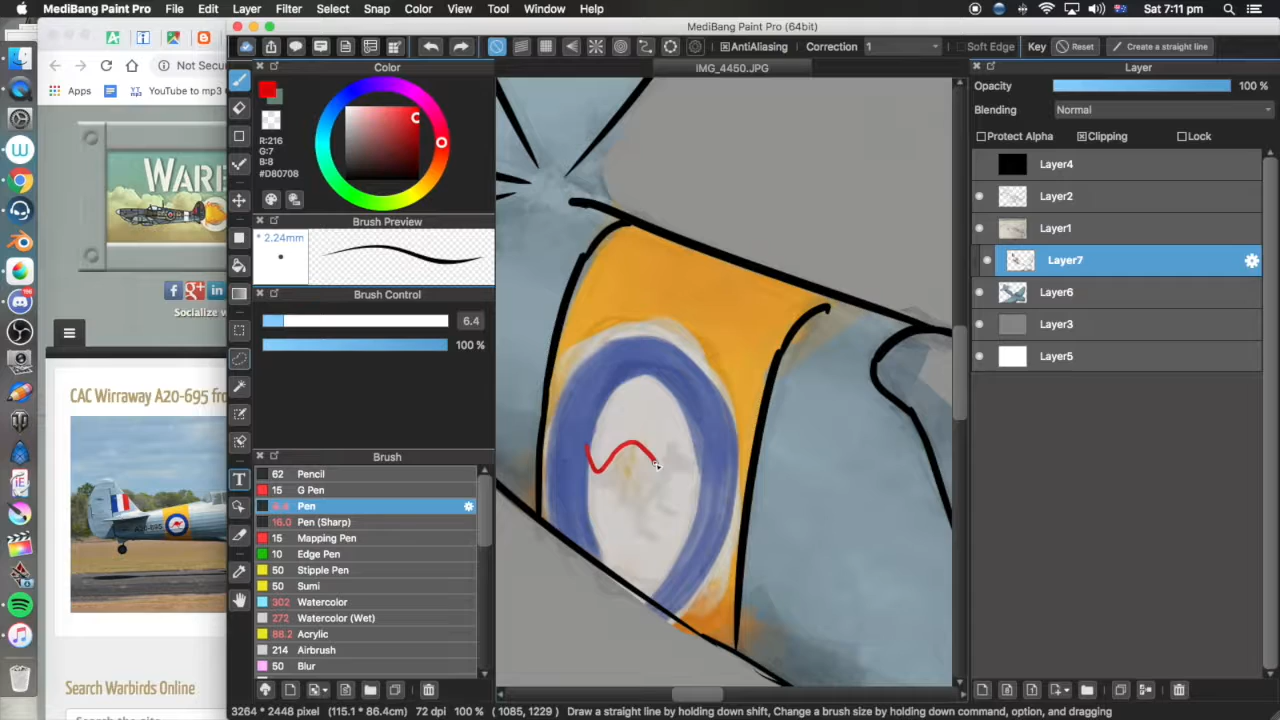 MediBang Paint Pro File Edit Layer Filter Select Snap Color View Tool Window Help Sat 7:11 pm
MediBang Paint Pro (64bit)
AntiAliasing Correction 1 Soft Edge Key Reset Create a straight line
Not Secu
Apps YouTube to mp3
WARB
Socialize w
CAC Wirraway A20-695 fro
Search Warbirds Online
Search the site
Color
R:216
G:7
B:8
#D80708
Brush Preview
* 2.24mm
Brush Control
6.4
100 %
Brush
62 Pencil
15 G Pen
6.4 Pen
16.0 Pen (Sharp)
15 Mapping Pen
10 Edge Pen
50 Stipple Pen
50 Sumi
302 Watercolor
272 Watercolor (Wet)
88.2 Acrylic
214 Airbrush
50 Blur
IMG_4450.JPG
Layer
Opacity 100 %
Blending Normal
Protect Alpha Clipping Lock
Layer4
Layer2
Layer1
Layer7
Layer6
Layer3
Layer5
3264 * 2448 pixel (115.1 * 86.4cm) 72 dpi 100 % ( 1085, 1229 ) Draw a straight line by holding down shift, Change a brush size by holding down command, option, and dragging